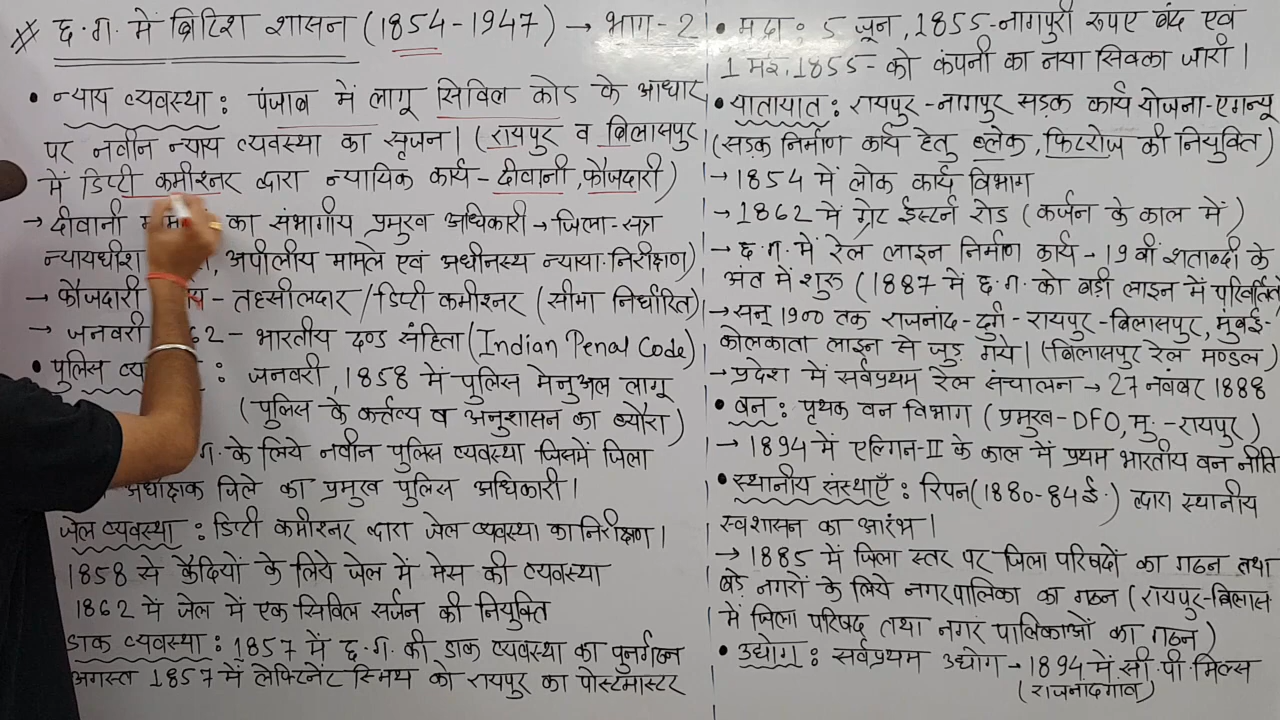 # छ.ग. में ब्रिटिश शासन (1854-1947) → भाग-2
• न्याय व्यवस्था : पंजाब में लागू सिविल कोड के आधार
पर नवीन न्याय व्यवस्था का सृजन। (रायपुर व बिलासपुर
में डिप्टी कमीश्नर द्वारा न्यायिक कार्य - दीवानी, फौजदारी)
→ दीवानी का संभागीय प्रमुख अधिकारी → जिला-सत्र
न्यायधीश , अपीलीय मामले एवं अधीनस्थ न्याया. निरीक्षण)
→ फौजदारी - तहसीलदार / डिप्टी कमीश्नर (सीमा निर्धारित)
→ जनवरी 62 - भारतीय दण्ड संहिता (Indian Penal Code)
• पुलिस व्य : जनवरी, 1858 में पुलिस मेनुअल लागू
(पुलिस के कर्त्तव्य व अनुशासन का ब्यौरा)
ग. के लिये नवीन पुलिस व्यवस्था जिसमें जिला
अधीक्षक जिले का प्रमुख पुलिस अधिकारी।
जेल व्यवस्था : डिप्टी कमीश्नर द्वारा जेल व्यवस्था का निरीक्षण।
1858 से कैदियों के लिये जेल में मेस की व्यवस्था
1862 में जेल में एक सिविल सर्जन की नियुक्ति
डाक व्यवस्था : 1857 में छ.ग. की डाक व्यवस्था का पुर्नगठन
अगस्त 1857 में लेफ्टिनेंट स्मिथ को रायपुर का पोस्टमास्टर
• मुद्रा : 5 जून, 1855 - नागपुरी रूपए बंद एवं
1 मई, 1855 - को कंपनी का नया सिक्का जारी।
• यातायात : रायपुर - नागपुर सड़क कार्य योजना - एगन्यू
(सड़क निर्माण कार्य हेतु ब्लेक, फिटरोज की नियुक्ति)
→ 1854 में लोक कार्य विभाग
→ 1862 में ग्रेट ईस्टर्न रोड (कर्जन के काल में)
→ छ.ग. में रेल लाइन निर्माण कार्य - 19 वीं शताब्दी के
अंत में शुरू (1887 में छ.ग. को बड़ी लाइन में परिवर्तित
→ सन् 1900 तक राजनांद - दुर्ग - रायपुर - बिलासपुर, मुंबई -
कोलकाता लाइन से जुड़ गये। (बिलासपुर रेल मण्डल)
→ प्रदेश में सर्वप्रथम रेल संचालन → 27 नवंबर 1888
• वन : पृथक वन विभाग (प्रमुख - DFO, मु. - रायपुर)
→ 1894 में एल्गिन-II के काल में प्रथम भारतीय वन नीति
• स्थानीय संस्थाएँ : रिपन (1880-84 ई.) द्वारा स्थानीय
स्वशासन का आरंभ।
→ 1885 में जिला स्तर पर जिला परिषदों का गठन तथा
बड़े नगरों के लिये नगरपालिका का गठन (रायपुर-बिलास
में जिला परिषद तथा नगर पालिकाओं का गठन)
• उद्योग : सर्वप्रथम उद्योग → 1894 में सी.पी मिल्स
(राजनांदगांव)